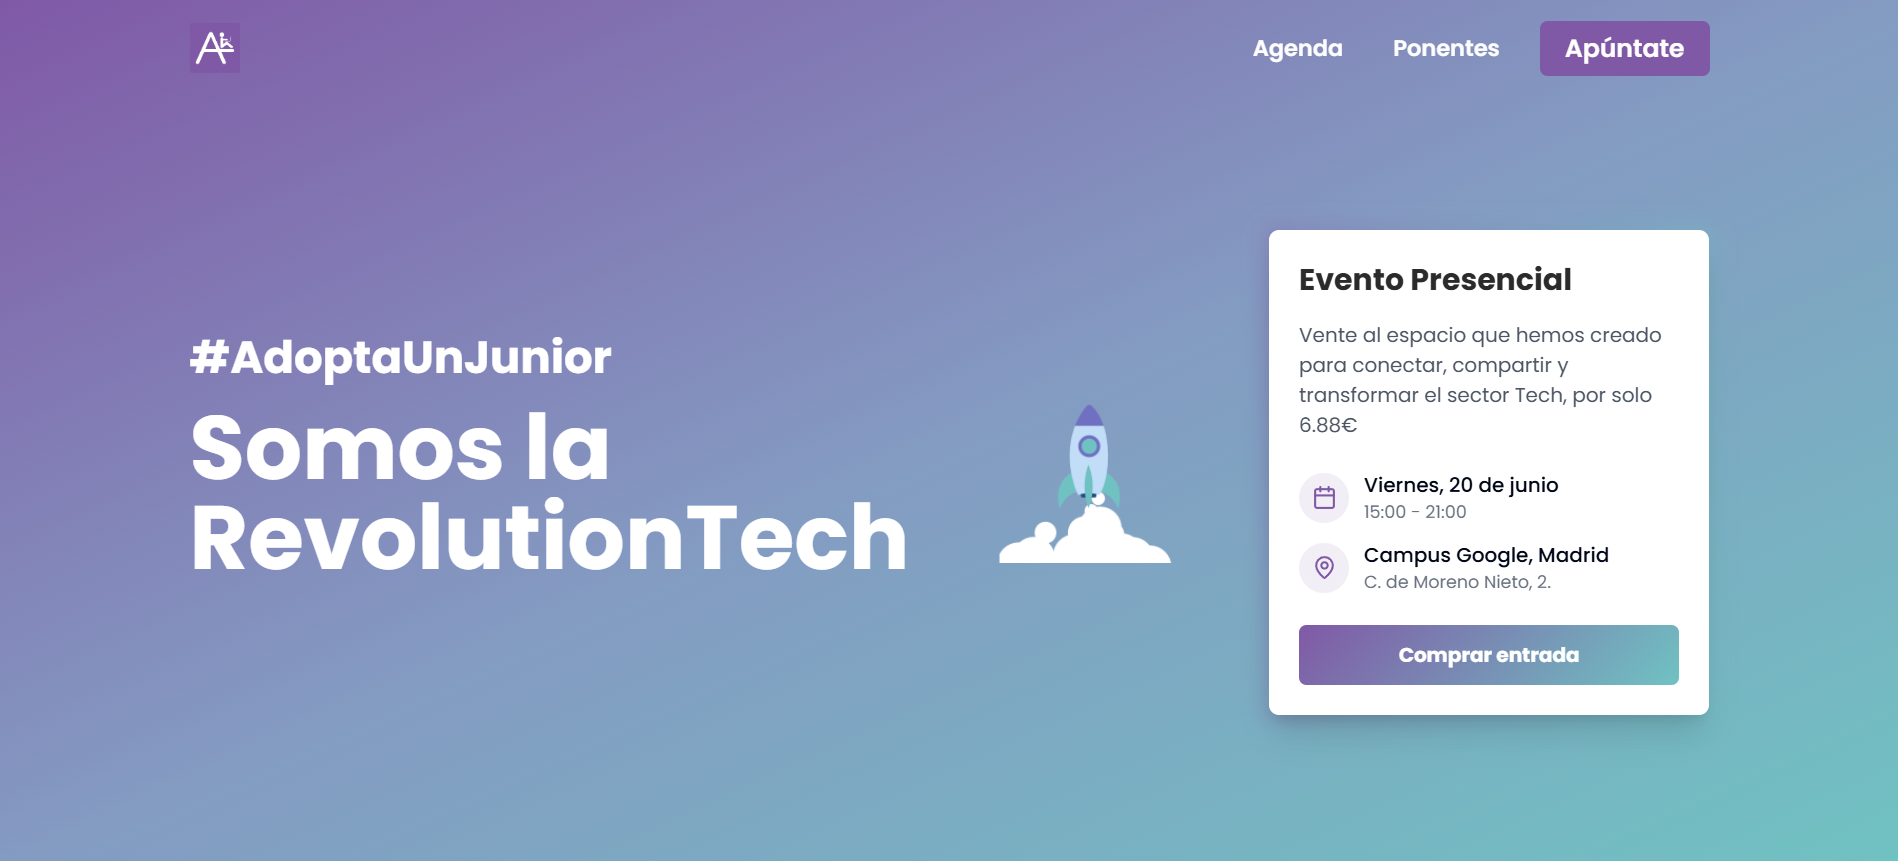 Agenda
Ponentes
Apúntate
#AdoptaUnJunior
Somos la
RevolutionTech
Evento Presencial
Vente al espacio que hemos creado
para conectar, compartir y
transformar el sector Tech, por solo
6.88€
Viernes, 20 de junio
15:00 - 21:00
Campus Google, Madrid
C. de Moreno Nieto, 2.
Comprar entrada